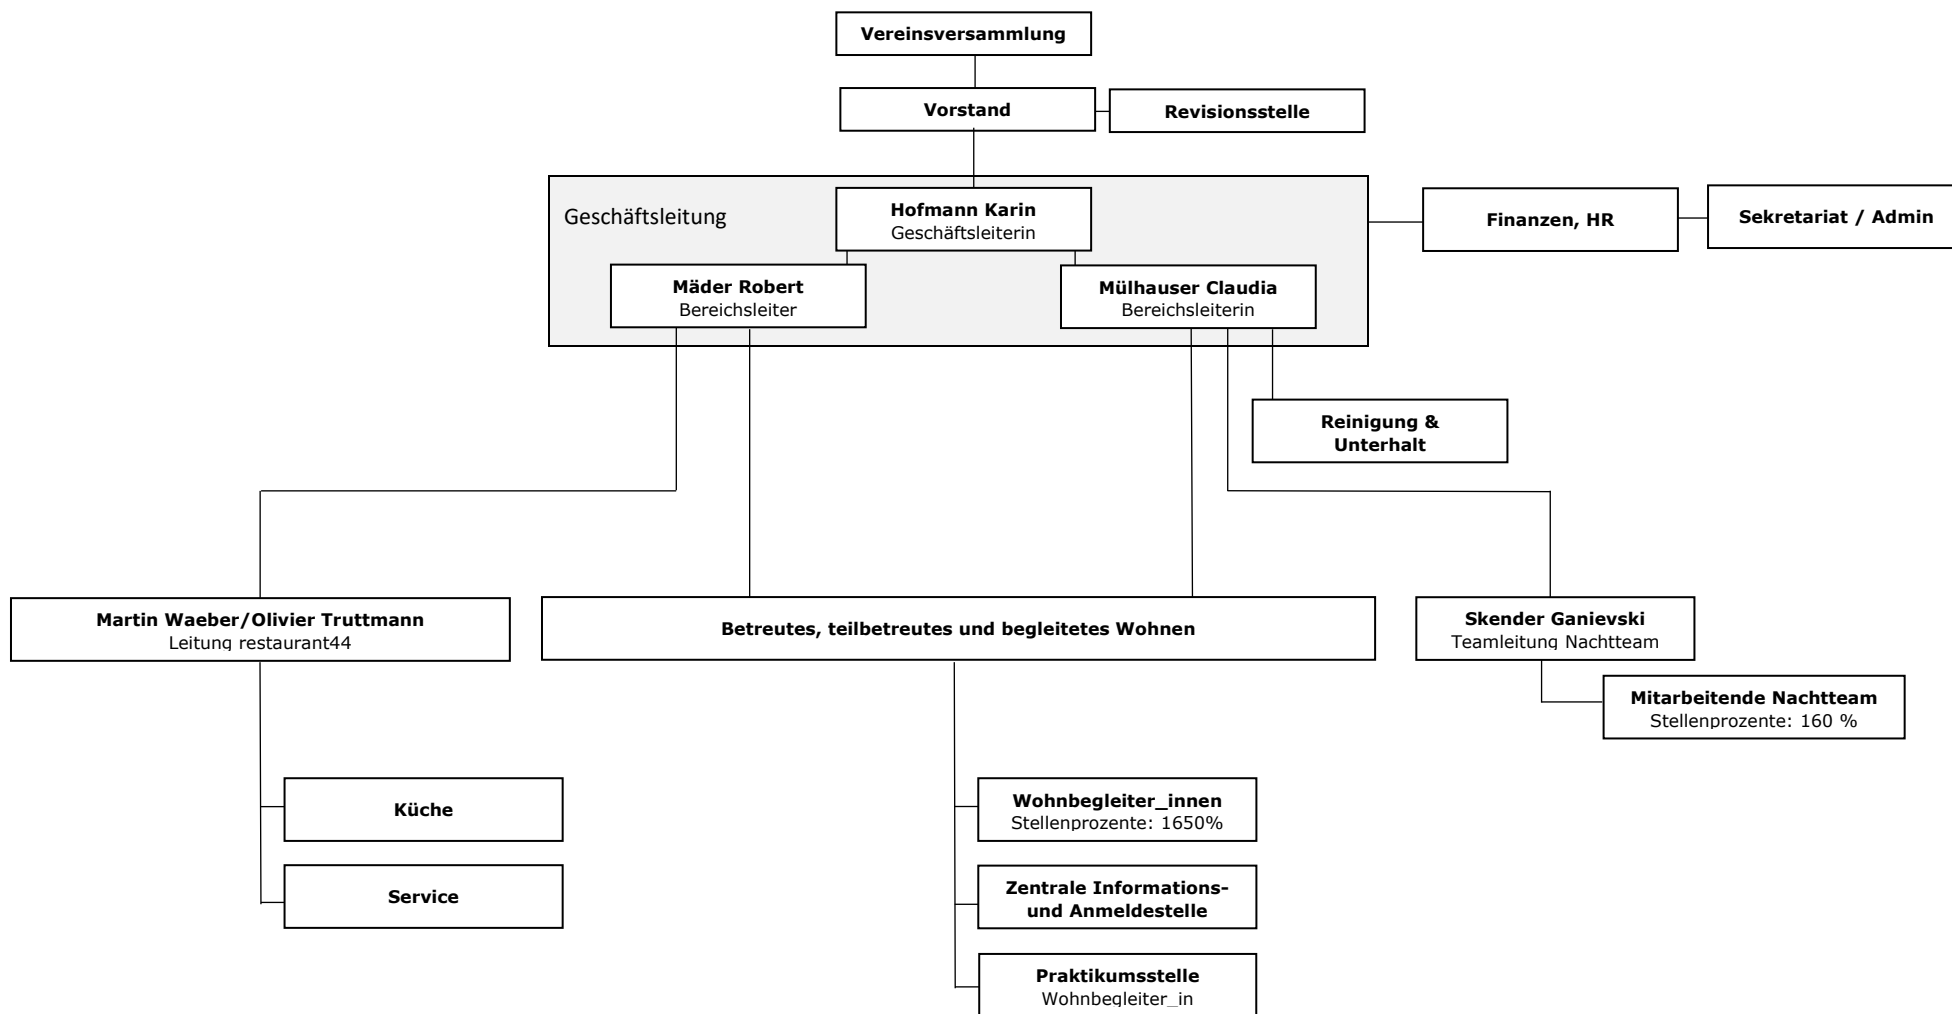 Vereinsversammlung
Vorstand
Revisionsstelle
Geschäftsleitung
Hofmann Karin
Geschäftsleiterin
Finanzen, HR
Sekretariat / Admin
Mäder Robert
Bereichsleiter
Mülhauser Claudia
Bereichsleiterin
Reinigung &
Unterhalt
Martin Waeber/Olivier Truttmann
Leitung restaurant44
Betreutes, teilbetreutes und begleitetes Wohnen
Skender Ganievski
Teamleitung Nachtteam
Mitarbeitende Nachtteam
Stellenprozente: 160 %
Küche
Service
Wohnbegleiter_innen
Stellenprozente: 1650%
Zentrale Informations-
und Anmeldestelle
Praktikumsstelle
Wohnbegleiter_in